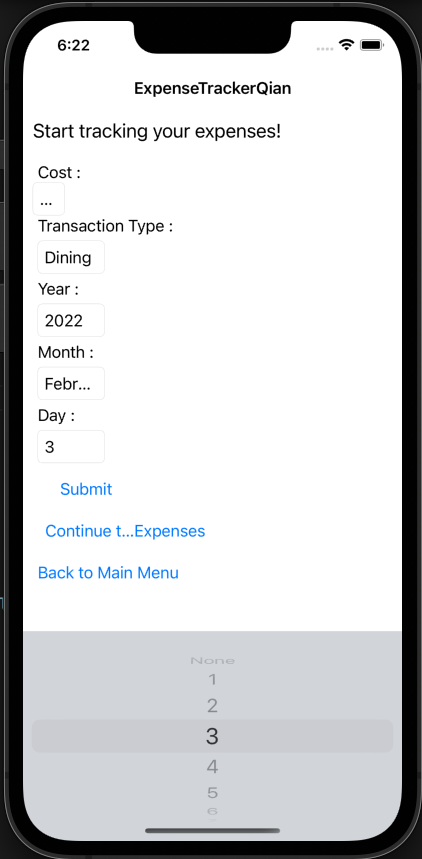 6:22
ExpenseTrackerQian
Start tracking your expenses!
Cost :
...
Transaction Type :
Dining
Year :
2022
Month :
Febr...
Day :
3
Submit
Continue t...Expenses
Back to Main Menu
None
1
2
3
4
5
6